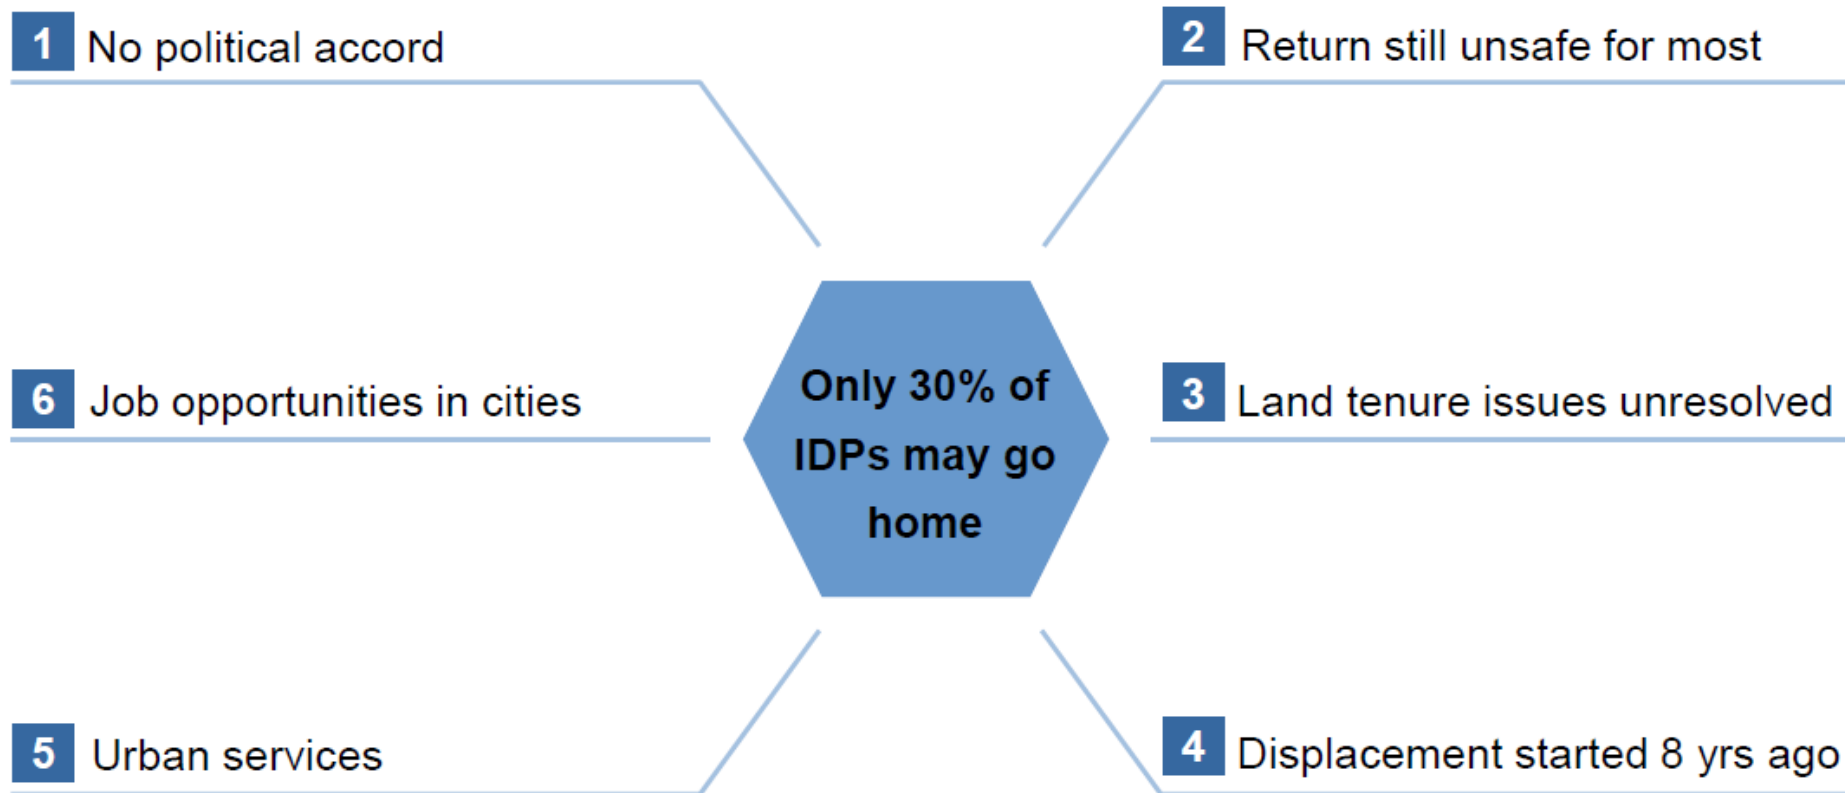 1 No political accord
2 Return still unsafe for most
6 Job opportunities in cities
Only 30% of
IDPs may go
home
3 Land tenure issues unresolved
5 Urban services
4 Displacement started 8 yrs ago